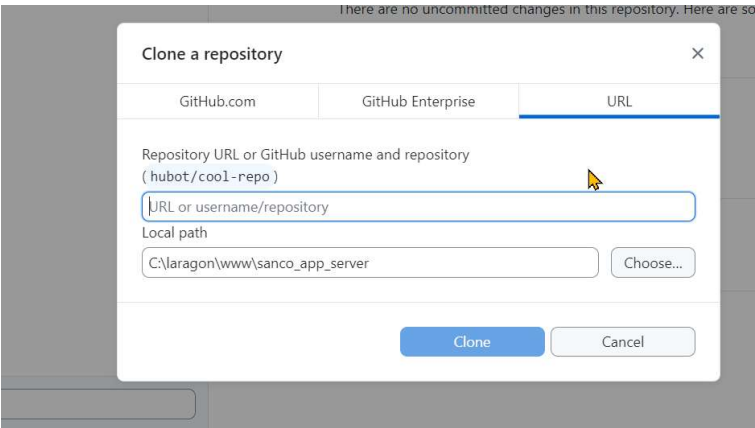 There are no uncommitted changes in this repository. Here are so
Clone a repository
GitHub.com
GitHub Enterprise
URL
Repository URL or GitHub username and repository
(hubot/cool-repo)
URL or username/repository
Local path
C:\laragon\www\sanco_app_server
Choose...
Clone
Cancel